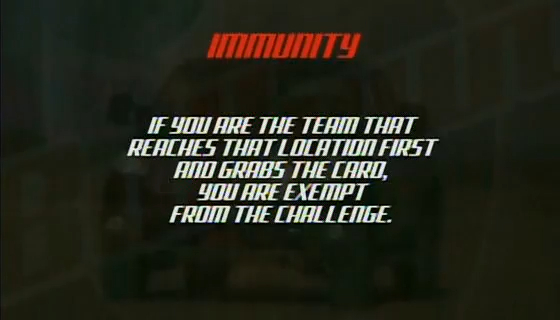 IMMUNITY
IF YOU ARE THE TEAM THAT
REACHES THAT LOCATION FIRST
AND GRABS THE CARD,
YOU ARE EXEMPT
FROM THE CHALLENGE.